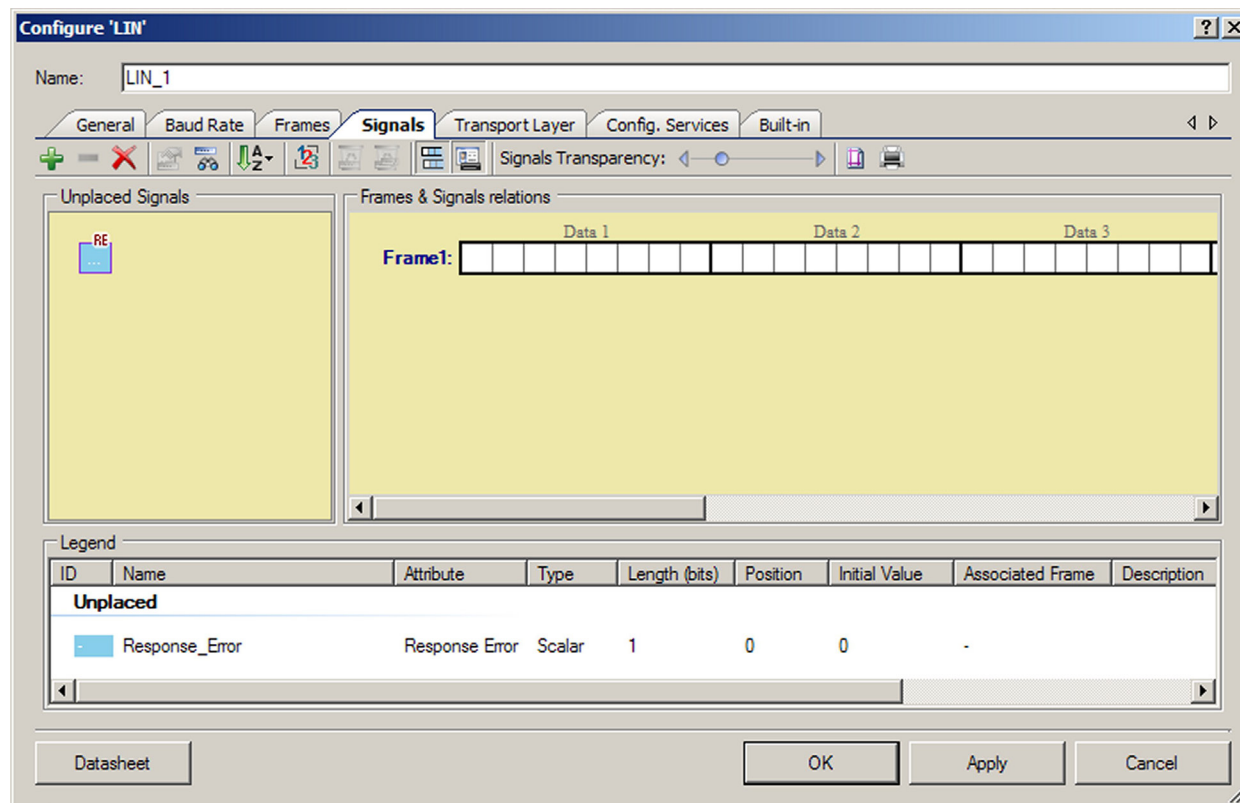 Configure 'LIN'
Name: LIN_1
General Baud Rate Frames Signals Transport Layer Config. Services Built-in
A Z 123 Signals Transparency:
Unplaced Signals Frames & Signals relations
RE Data 1 Data 2 Data 3
... Frame1:
Legend
ID Name Attribute Type Length (bits) Position Initial Value Associated Frame Description
Unplaced
- Response_Error Response Error Scalar 1 0 0 -
Datasheet OK Apply Cancel